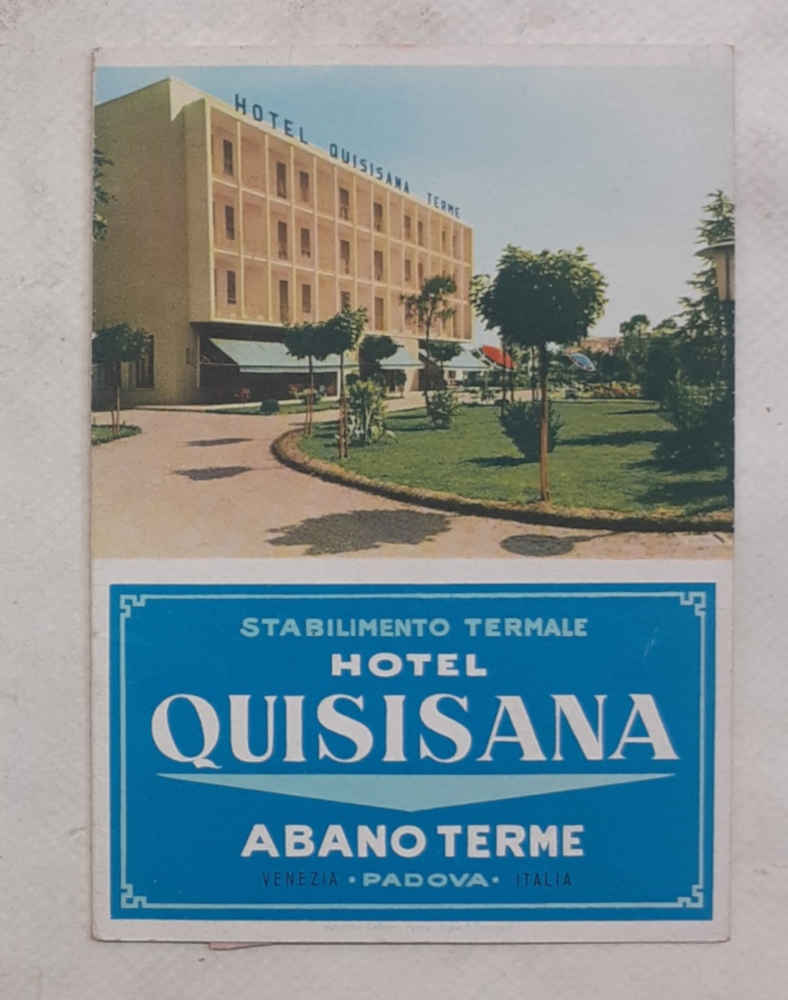 HOTEL QUISISANA TERME
STABILIMENTO TERMALE
HOTEL
QUISISANA
ABANO TERME
VENEZIA · PADOVA · ITALIA